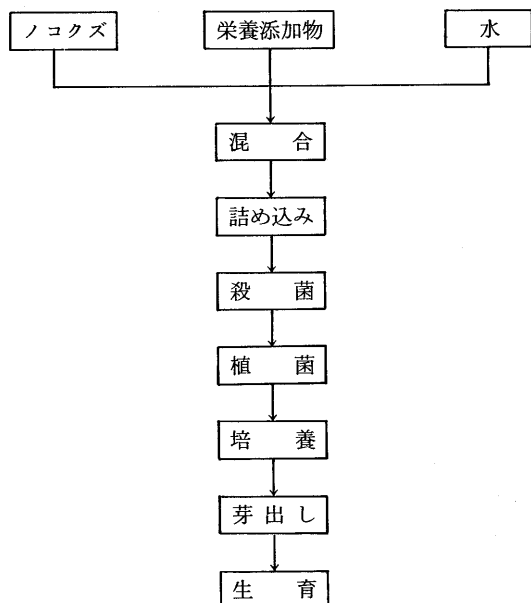 ノコクズ
栄養添加物
水
混合
詰め込み
殺菌
植菌
培養
芽出し
生育